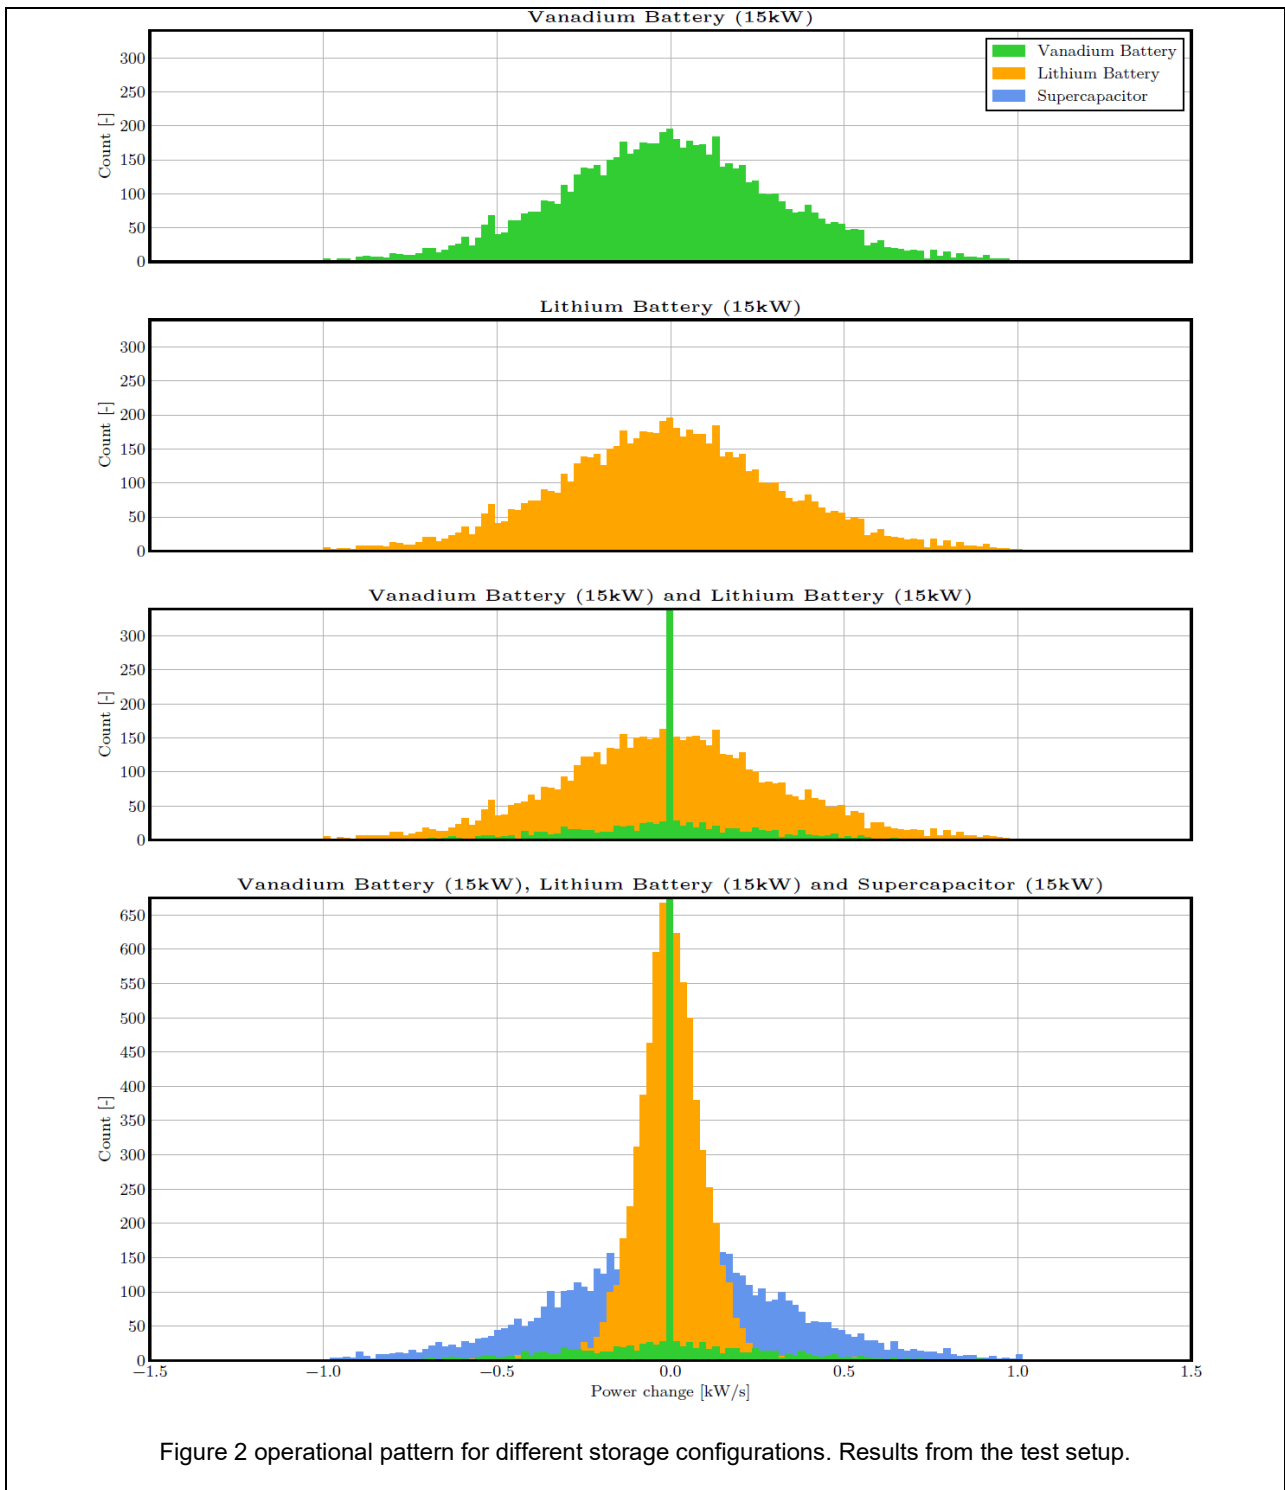 Vanadium Battery (15kW)
300
250
200
150
100
50
0
Count [-]
Vanadium Battery
Lithium Battery
Supercapacitor
Lithium Battery (15kW)
300
250
200
150
100
50
0
Count [-]
Vanadium Battery (15kW) and Lithium Battery (15kW)
300
250
200
150
100
50
0
Count [-]
Vanadium Battery (15kW), Lithium Battery (15kW) and Supercapacitor (15kW)
650
600
550
500
450
400
350
300
250
200
150
100
50
0
Count [-]
−1.5 −1.0 −0.5 0.0 0.5 1.0 1.5
Power change [kW/s]
Figure 2 operational pattern for different storage configurations. Results from the test setup.